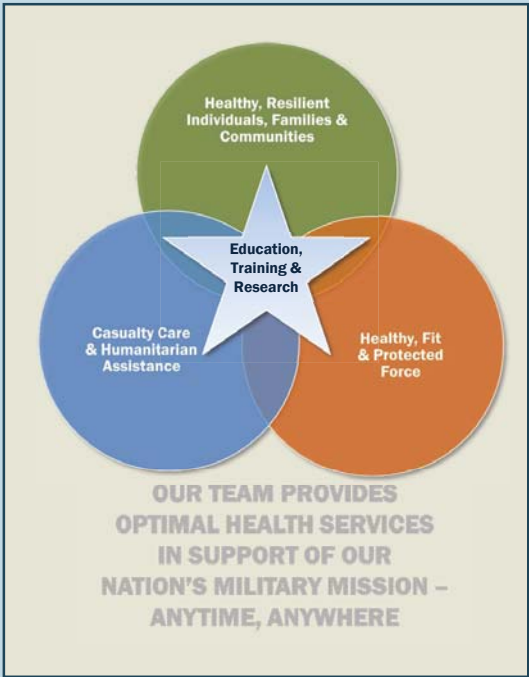 Healthy, Resilient
Individuals, Families &
Communities
Education,
Training &
Research
Casualty Care
& Humanitarian
Assistance
Healthy, Fit
& Protected
Force
OUR TEAM PROVIDES
OPTIMAL HEALTH SERVICES
IN SUPPORT OF OUR
NATION'S MILITARY MISSION –
ANYTIME, ANYWHERE